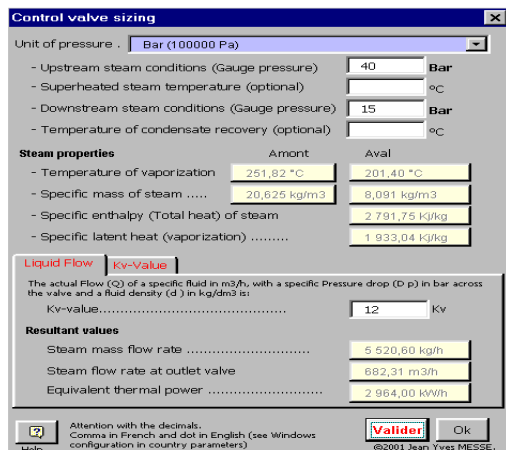 Control valve sizing
Unit of pressure . Bar (100000 Pa)
- Upstream steam conditions (Gauge pressure) 40 Bar
- Superheated steam temperature (optional) °C
- Downstream steam conditions (Gauge pressure) 15 Bar
- Temperature of condensate recovery (optional) °C
Steam properties Amont Aval
- Temperature of vaporization 251,82 °C 201,40 °C
- Specific mass of steam ..... 20,625 kg/m3 8,091 kg/m3
- Specific enthalpy (Total heat) of steam 2 791,75 Kj/kg
- Specific latent heat (vaporization) ......... 1 933,04 Kj/kg
Liquid Flow Kv-Value
The actual Flow (Q) of a specific fluid in m3/h, with a specific Pressure drop (D p) in bar across
the valve and a fluid density (d ) in kg/dm3 is:
Kv-value............................................. 12 Kv
Resultant values
Steam mass flow rate ............................. 5 520,60 kg/h
Steam flow rate at outlet valve 682,31 m3/h
Equivalent thermal power ........................ 2 964,00 kW/h
Help
Attention with the decimals.
Comma in French and dot in English (see Windows
configuration in country parameters)
Valider Ok
©2001 Jean Yves MESSE.